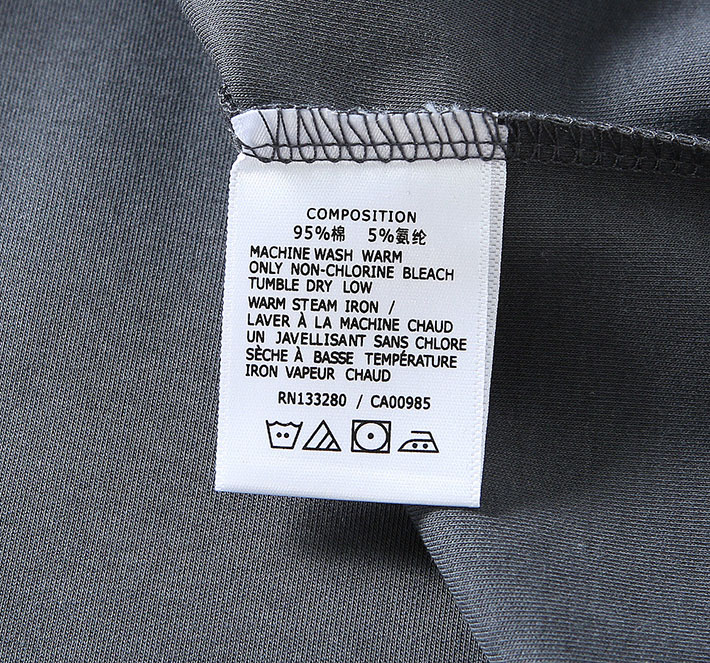 COMPOSITION
95%棉 5%氨纶
MACHINE WASH WARM
ONLY NON-CHLORINE BLEACH
TUMBLE DRY LOW
WARM STEAM IRON /
LAVER À LA MACHINE CHAUD
UN JAVELLISANT SANS CHLORE
SÈCHE À BASSE TEMPÉRATURE
IRON VAPEUR CHAUD
RN133280 / CA00985